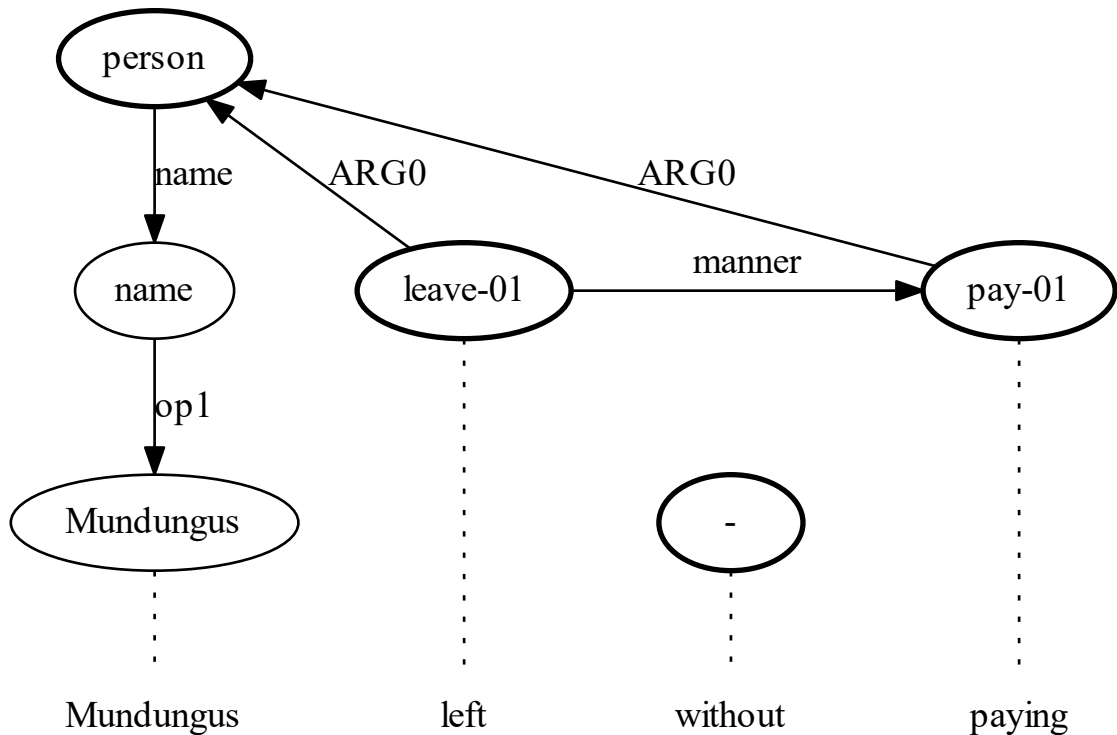 person
name ARG0 ARG0
name leave-01 manner pay-01
op1
Mundungus -
Mundungus left without paying